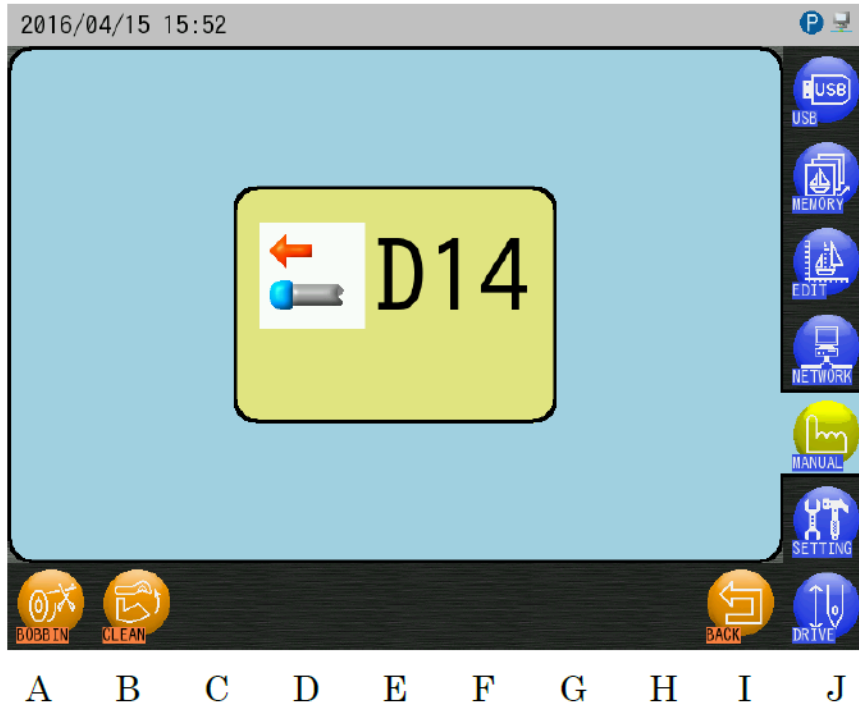 2016/04/15 15:52
P
USB
USB
MEMORY
EDIT
D14
NETWORK
MANUAL
SETTING
BOBBIN
CLEAN
BACK
DRIVE
A B C D E F G H I J